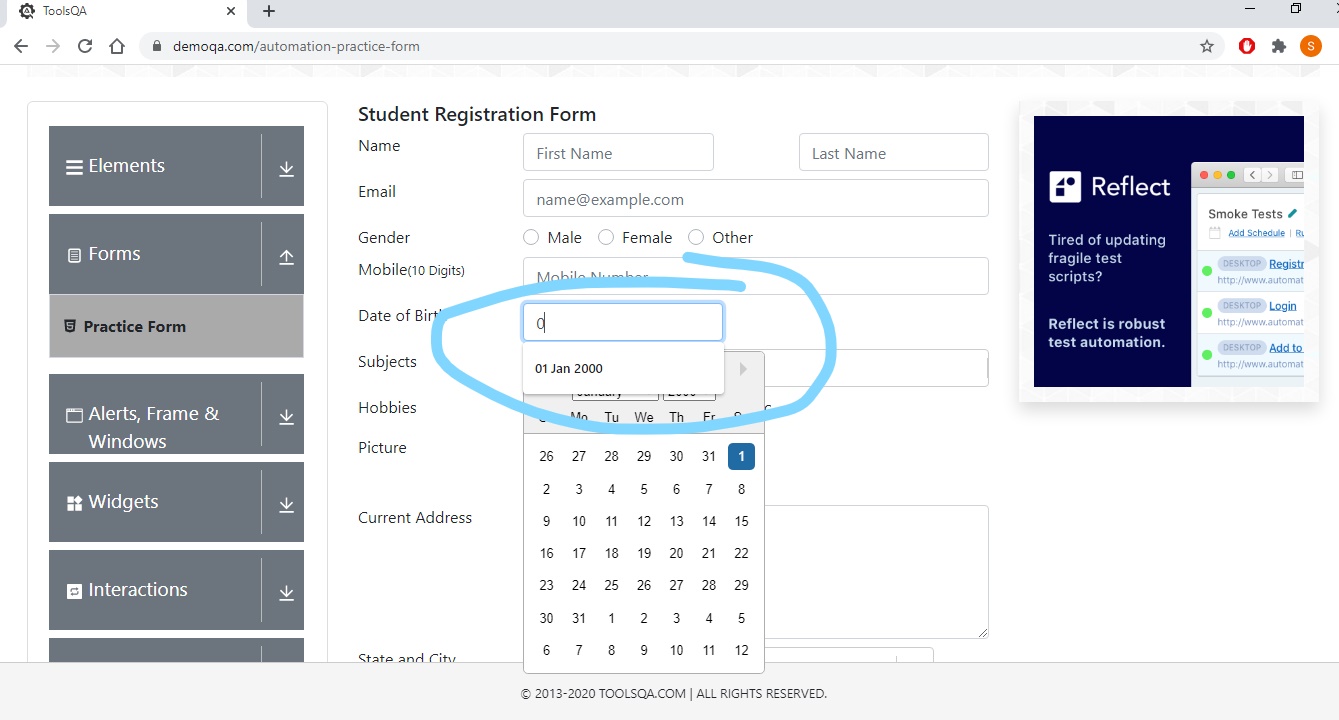 ToolsQA
demoqa.com/automation-practice-form
S
Elements
Forms
Practice Form
Alerts, Frame &
Windows
Widgets
Interactions
Student Registration Form
Name
First Name
Last Name
Email
name@example.com
Gender
Male
Female
Other
Mobile(10 Digits)
Mobile Number
Date of Birt
0
01 Jan 2000
Subjects
Hobbies
January
2000
Mo Tu We Th Fr
26 27 28 29 30 31 1
2 3 4 5 6 7 8
9 10 11 12 13 14 15
16 17 18 19 20 21 22
23 24 25 26 27 28 29
30 31 1 2 3 4 5
6 7 8 9 10 11 12
Picture
Current Address
State and City
Reflect
Tired of updating
fragile test
scripts?
Reflect is robust
test automation.
Smoke Tests
Add Schedule | Ru
DESKTOP Registr
http://www.automat
DESKTOP Login
http://www.automat
DESKTOP Add to
http://www.automat
© 2013-2020 TOOLSQA.COM | ALL RIGHTS RESERVED.